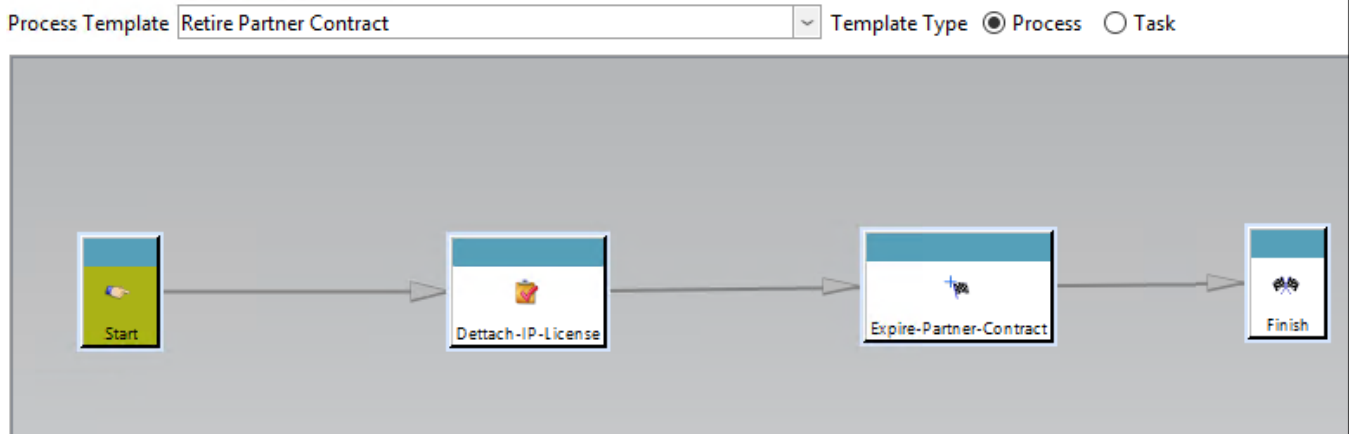 Process Template Retire Partner Contract Template Type Process Task
Start
Dettach-IP-License
Expire-Partner-Contract
Finish